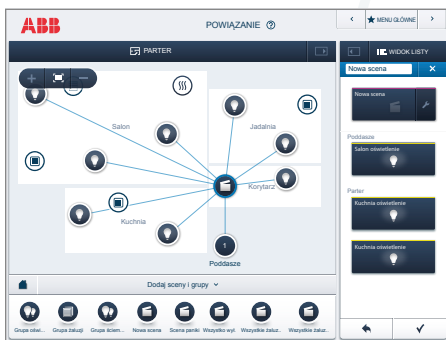 ABB
POWIĄZANIE ?
MENU GŁÓWNE
PARTER
WIDOK LISTY
Nowa scena
Nowa scena
Poddasze
Salon oświetlenie
Parter
Kuchnia oświetlenie
Kuchnia oświetlenie
Salon
Jadalnia
Korytarz
Kuchnia
1
Poddasze
Dodaj sceny i grupy
Grupa oświ...
Grupa żaluzji
Grupa ściem...
Nowa scena
Scena paniki
Wszystko wył.
Wszystkie żaluz...
Wszystkie żaluz...